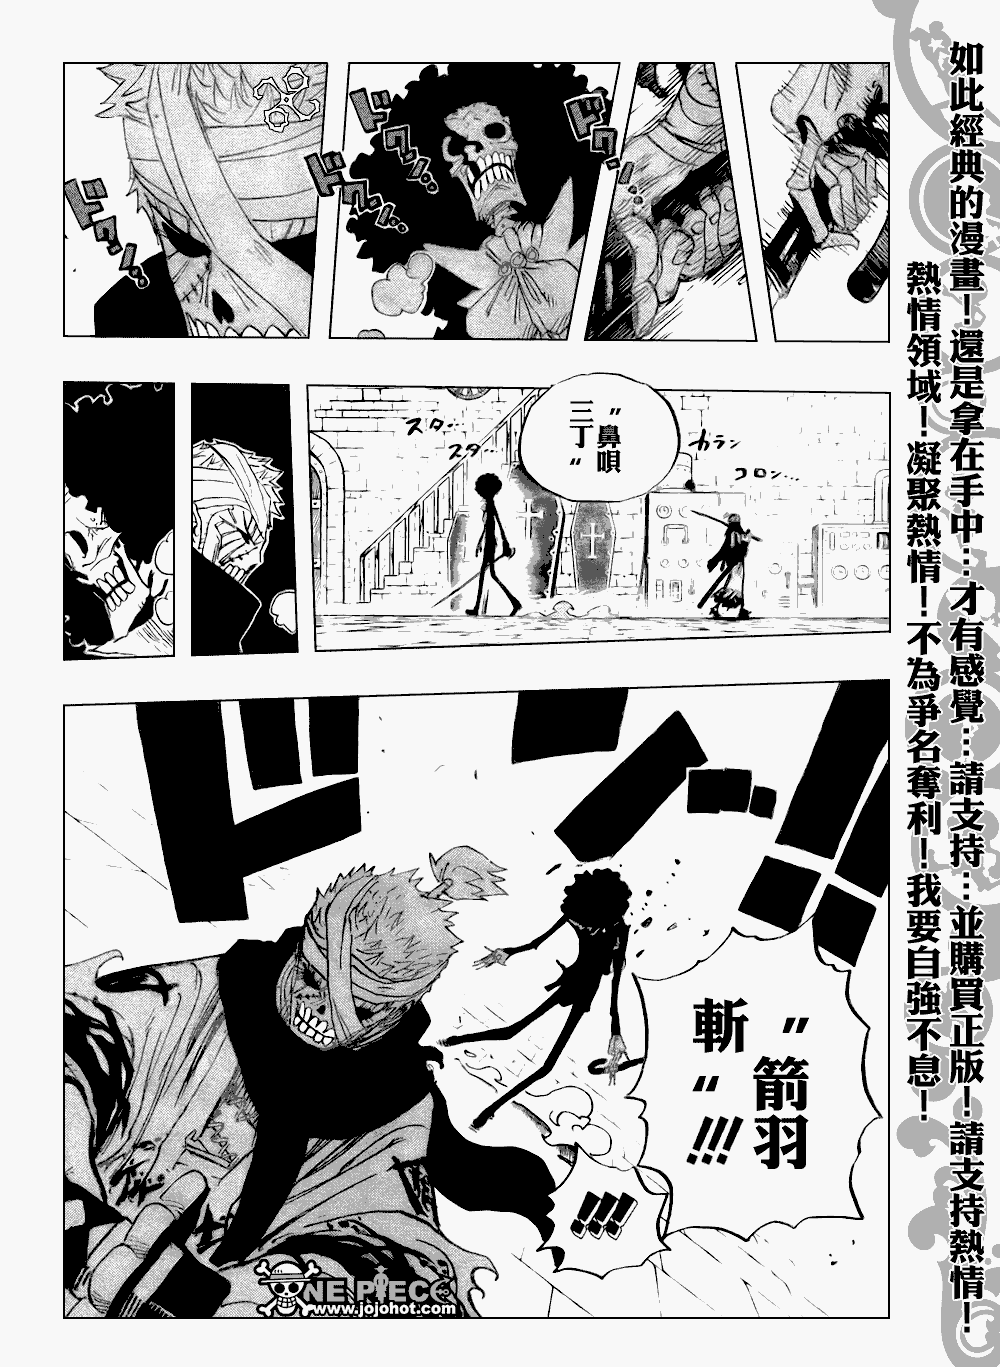 如此經典的漫畫！還是拿在手中…才有感覺…請支持…並購買正版！請支持熱情！
熱情領域！凝聚熱情！不為爭名奪利！我要自強不息！
ドクン…
ドクン…
ドクン…
ドクン…
カラン
コロン…
"鼻唄
三丁"
スタ…
スタ…
"箭羽
斬"!!!
!!!
ONE PIECE
www.jojohot.com